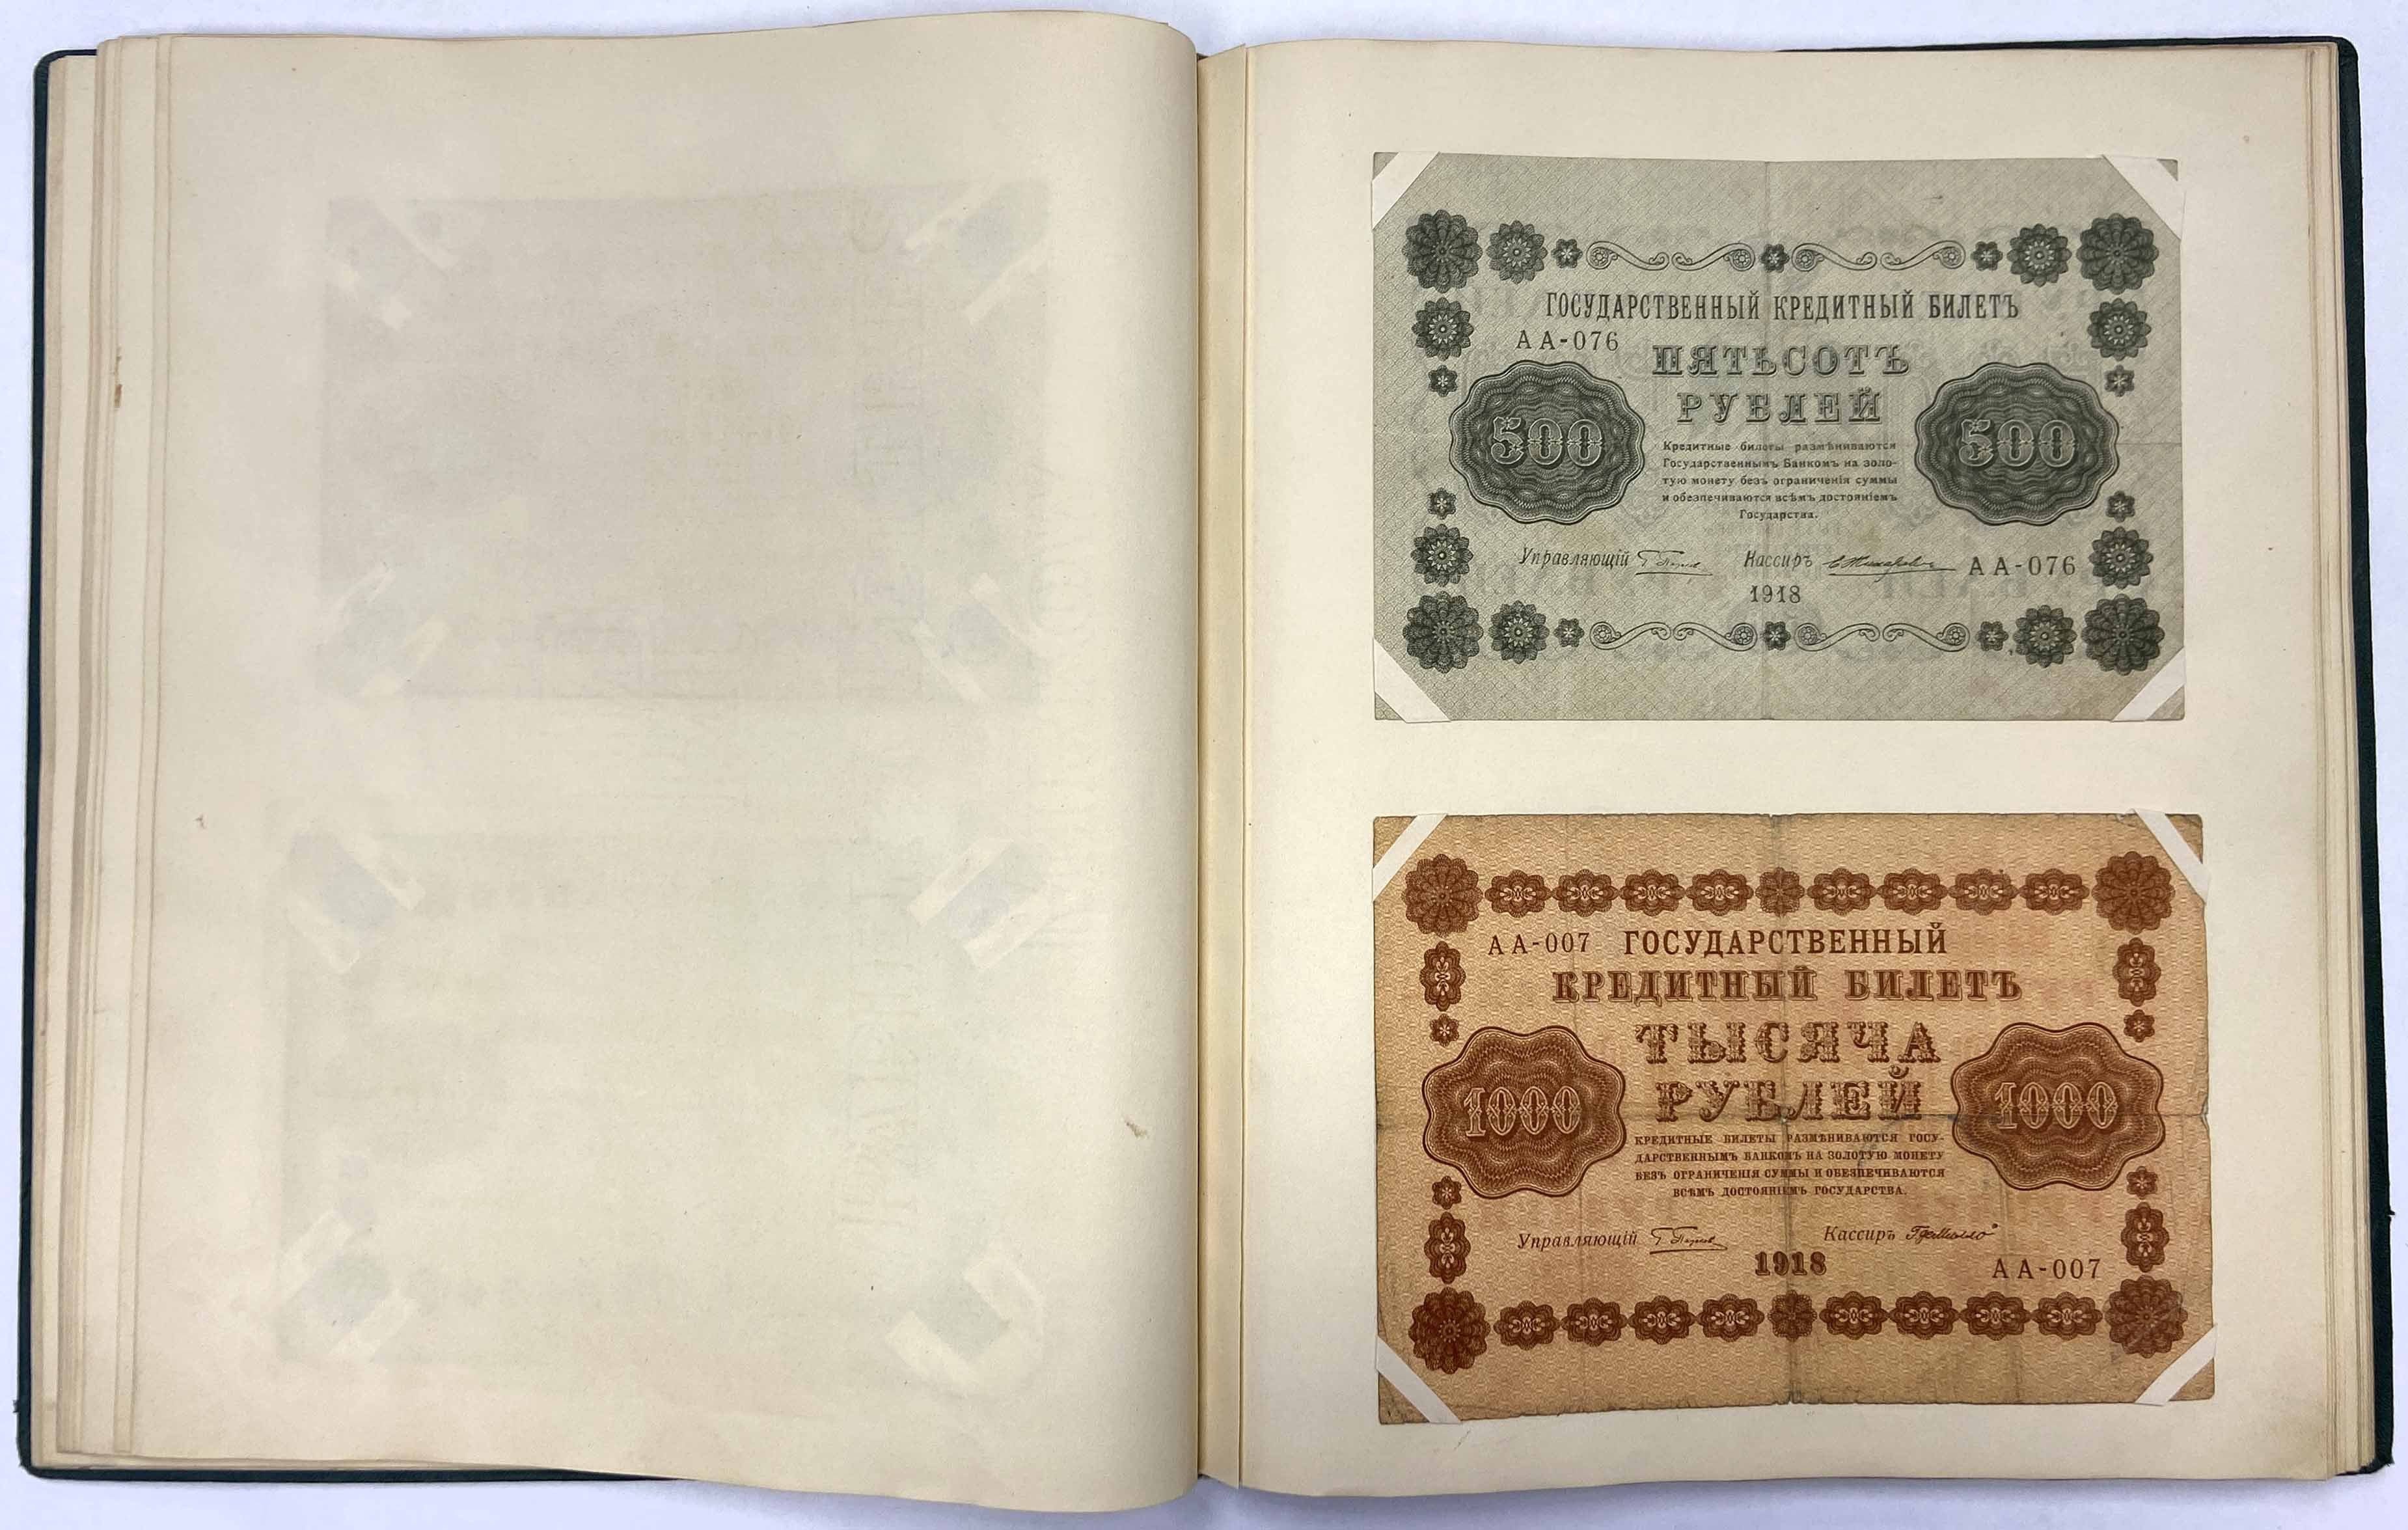 ГОСУДАРСТВЕННЫЙ КРЕДИТНЫЙ БИЛЕТЪ
АА-076
ПЯТЬСОТЪ
РУБЛЕЙ
500
500
Кредитные билеты размѣниваются
Государственнымъ Банкомъ на золо-
тую монету безъ ограниченія суммы
и обезпечиваются всѣмъ достояніемъ
Государства.
Управляющій
Кассиръ
АА-076
1918
АА-007 ГОСУДАРСТВЕННЫЙ
КРЕДИТНЫЙ БИЛЕТЪ
ТЫСЯЧА
РУБЛЕЙ
1000
1000
КРЕДИТНЫЕ БИЛЕТЫ РАЗМѢНИВАЮТСЯ ГОСУ-
ДАРСТВЕННЫМЪ БАНКОМЪ НА ЗОЛОТУЮ МОНЕТУ
БЕЗЪ ОГРАНИЧЕНІЯ СУММЫ И ОБЕЗПЕЧИВАЮТСЯ
ВСѢМЪ ДОСТОЯНІЕМЪ ГОСУДАРСТВА.
Управляющій
Кассиръ
1918
АА-007